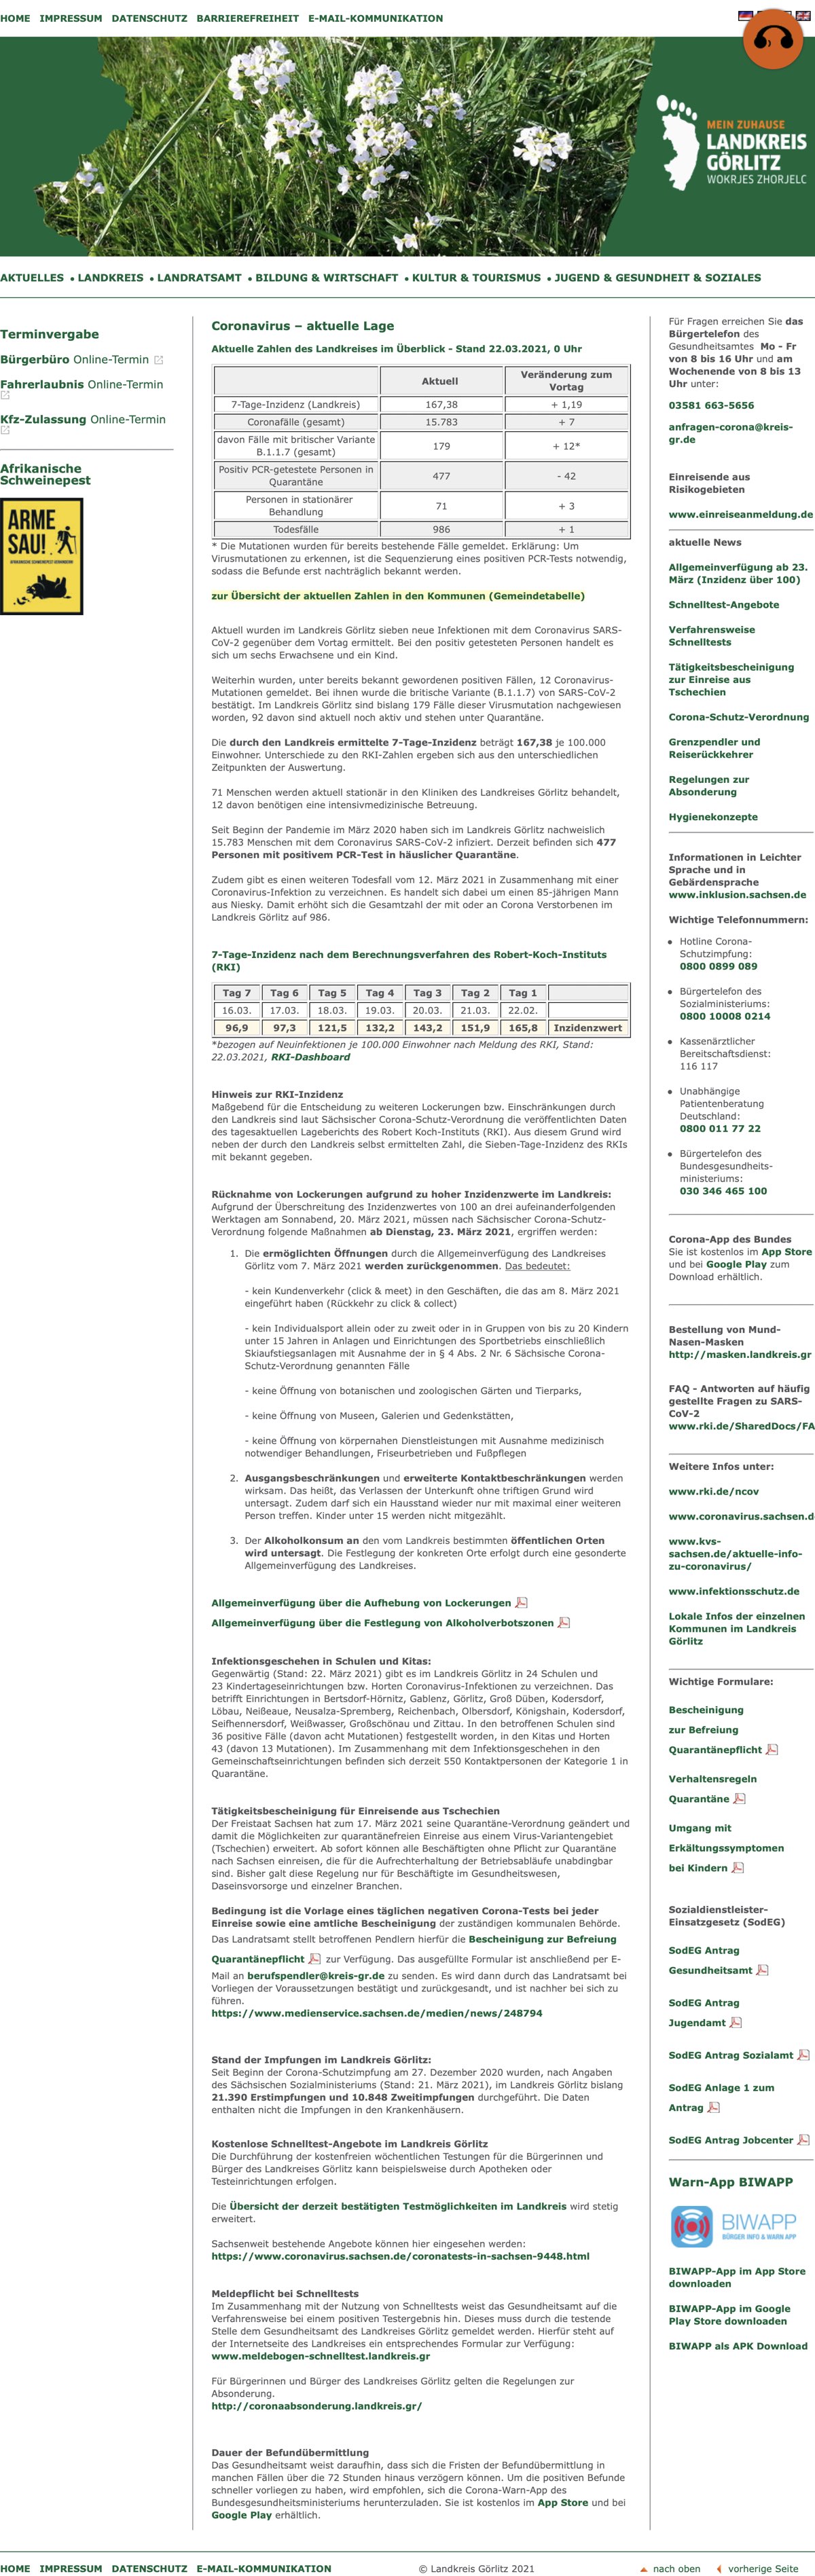 HOME IMPRESSUM DATENSCHUTZ BARRIEREFREIHEIT E-MAIL-KOMMUNIKATION
MEIN ZUHAUSE
LANDKREIS
GÖRLITZ
WOKRJES ZHORJELC
AKTUELLES • LANDKREIS • LANDRATSAMT • BILDUNG & WIRTSCHAFT • KULTUR & TOURISMUS • JUGEND & GESUNDHEIT & SOZIALES
Terminvergabe
Bürgerbüro Online-Termin
Fahrerlaubnis Online-Termin
Kfz-Zulassung Online-Termin
Afrikanische
Schweinepest
ARME
SAU!
Coronavirus – aktuelle Lage
Aktuelle Zahlen des Landkreises im Überblick - Stand 22.03.2021, 0 Uhr
Aktuell Veränderung zum
Vortag
7-Tage-Inzidenz (Landkreis) 167,38 + 1,19
Coronafälle (gesamt) 15.783 + 7
davon Fälle mit britischer Variante
B.1.1.7 (gesamt) 179 + 12*
Positiv PCR-getestete Personen in
Quarantäne 477 - 42
Personen in stationärer
Behandlung 71 + 3
Todesfälle 986 + 1
* Die Mutationen wurden für bereits bestehende Fälle gemeldet. Erklärung: Um
Virusmutationen zu erkennen, ist die Sequenzierung eines positiven PCR-Tests notwendig,
sodass die Befunde erst nachträglich bekannt werden.
zur Übersicht der aktuellen Zahlen in den Kommunen (Gemeindetabelle)
Aktuell wurden im Landkreis Görlitz sieben neue Infektionen mit dem Coronavirus SARS-
CoV-2 gegenüber dem Vortag ermittelt. Bei den positiv getesteten Personen handelt es
sich um sechs Erwachsene und ein Kind.
Weiterhin wurden, unter bereits bekannt gewordenen positiven Fällen, 12 Coronavirus-
Mutationen gemeldet. Bei ihnen wurde die britische Variante (B.1.1.7) von SARS-CoV-2
bestätigt. Im Landkreis Görlitz sind bislang 179 Fälle dieser Virusmutation nachgewiesen
worden, 92 davon sind aktuell noch aktiv und stehen unter Quarantäne.
Die durch den Landkreis ermittelte 7-Tage-Inzidenz beträgt 167,38 je 100.000
Einwohner. Unterschiede zu den RKI-Zahlen ergeben sich aus den unterschiedlichen
Zeitpunkten der Auswertung.
71 Menschen werden aktuell stationär in den Kliniken des Landkreises Görlitz behandelt,
12 davon benötigen eine intensivmedizinische Betreuung.
Seit Beginn der Pandemie im März 2020 haben sich im Landkreis Görlitz nachweislich
15.783 Menschen mit dem Coronavirus SARS-CoV-2 infiziert. Derzeit befinden sich 477
Personen mit positivem PCR-Test in häuslicher Quarantäne.
Zudem gibt es einen weiteren Todesfall vom 12. März 2021 in Zusammenhang mit einer
Coronavirus-Infektion zu verzeichnen. Es handelt sich dabei um einen 85-jährigen Mann
aus Niesky. Damit erhöht sich die Gesamtzahl der mit oder an Corona Verstorbenen im
Landkreis Görlitz auf 986.
7-Tage-Inzidenz nach dem Berechnungsverfahren des Robert-Koch-Instituts
(RKI)
Tag 7 Tag 6 Tag 5 Tag 4 Tag 3 Tag 2 Tag 1
16.03. 17.03. 18.03. 19.03. 20.03. 21.03. 22.02.
96,9 97,3 121,5 132,2 143,2 151,9 165,8 Inzidenzwert
*bezogen auf Neuinfektionen je 100.000 Einwohner nach Meldung des RKI, Stand:
22.03.2021, RKI-Dashboard
Hinweis zur RKI-Inzidenz
Maßgebend für die Entscheidung zu weiteren Lockerungen bzw. Einschränkungen durch
den Landkreis sind laut Sächsischer Corona-Schutz-Verordnung die veröffentlichten Daten
des tagesaktuellen Lageberichts des Robert Koch-Instituts (RKI). Aus diesem Grund wird
neben der durch den Landkreis selbst ermittelten Zahl, die Sieben-Tage-Inzidenz des RKIs
mit bekannt gegeben.
Rücknahme von Lockerungen aufgrund zu hoher Inzidenzwerte im Landkreis:
Aufgrund der Überschreitung des Inzidenzwertes von 100 an drei aufeinanderfolgenden
Werktagen am Sonnabend, 20. März 2021, müssen nach Sächsischer Corona-Schutz-
Verordnung folgende Maßnahmen ab Dienstag, 23. März 2021, ergriffen werden:
1. Die ermöglichten Öffnungen durch die Allgemeinverfügung des Landkreises
Görlitz vom 7. März 2021 werden zurückgenommen. Das bedeutet:
- kein Kundenverkehr (click & meet) in den Geschäften, die das am 8. März 2021
eingeführt haben (Rückkehr zu click & collect)
- kein Individualsport allein oder zu zweit oder in in Gruppen von bis zu 20 Kindern
unter 15 Jahren in Anlagen und Einrichtungen des Sportbetriebs einschließlich
Skiaufstiegsanlagen mit Ausnahme der in § 4 Abs. 2 Nr. 6 Sächsische Corona-
Schutz-Verordnung genannten Fälle
- keine Öffnung von botanischen und zoologischen Gärten und Tierparks,
- keine Öffnung von Museen, Galerien und Gedenkstätten,
- keine Öffnung von körpernahen Dienstleistungen mit Ausnahme medizinisch
notwendiger Behandlungen, Friseurbetrieben und Fußpflegen
2. Ausgangsbeschränkungen und erweiterte Kontaktbeschränkungen werden
wirksam. Das heißt, das Verlassen der Unterkunft ohne triftigen Grund wird
untersagt. Zudem darf sich ein Hausstand wieder nur mit maximal einer weiteren
Person treffen. Kinder unter 15 werden nicht mitgezählt.
3. Der Alkoholkonsum an den vom Landkreis bestimmten öffentlichen Orten
wird untersagt. Die Festlegung der konkreten Orte erfolgt durch eine gesonderte
Allgemeinverfügung des Landkreises.
Allgemeinverfügung über die Aufhebung von Lockerungen
Allgemeinverfügung über die Festlegung von Alkoholverbotszonen
Infektionsgeschehen in Schulen und Kitas:
Gegenwärtig (Stand: 22. März 2021) gibt es im Landkreis Görlitz in 24 Schulen und
23 Kindertageseinrichtungen bzw. Horten Coronavirus-Infektionen zu verzeichnen. Das
betrifft Einrichtungen in Bertsdorf-Hörnitz, Gablenz, Görlitz, Groß Düben, Kodersdorf,
Löbau, Neißeaue, Neusalza-Spremberg, Reichenbach, Olbersdorf, Königshain, Kodersdorf,
Seifhennersdorf, Weißwasser, Großschönau und Zittau. In den betroffenen Schulen sind
36 positive Fälle (davon acht Mutationen) festgestellt worden, in den Kitas und Horten
43 (davon 13 Mutationen). Im Zusammenhang mit dem Infektionsgeschehen in den
Gemeinschaftseinrichtungen befinden sich derzeit 550 Kontaktpersonen der Kategorie 1 in
Quarantäne.
Tätigkeitsbescheinigung für Einreisende aus Tschechien
Der Freistaat Sachsen hat zum 17. März 2021 seine Quarantäne-Verordnung geändert und
damit die Möglichkeiten zur quarantänefreien Einreise aus einem Virus-Variantengebiet
(Tschechien) erweitert. Ab sofort können alle Beschäftigten ohne Pflicht zur Quarantäne
nach Sachsen einreisen, die für die Aufrechterhaltung der Betriebsabläufe unabdingbar
sind. Bisher galt diese Regelung nur für Beschäftigte im Gesundheitswesen,
Daseinsvorsorge und einzelner Branchen.
Bedingung ist die Vorlage eines täglichen negativen Corona-Tests bei jeder
Einreise sowie eine amtliche Bescheinigung der zuständigen kommunalen Behörde.
Das Landratsamt stellt betroffenen Pendlern hierfür die Bescheinigung zur Befreiung
Quarantänepflicht zur Verfügung. Das ausgefüllte Formular ist anschließend per E-
Mail an berufspendler@kreis-gr.de zu senden. Es wird dann durch das Landratsamt bei
Vorliegen der Voraussetzungen bestätigt und zurückgesandt, und ist nachher bei sich zu
führen.
https://www.medienservice.sachsen.de/medien/news/248794
Stand der Impfungen im Landkreis Görlitz:
Seit Beginn der Corona-Schutzimpfung am 27. Dezember 2020 wurden, nach Angaben
des Sächsischen Sozialministeriums (Stand: 21. März 2021), im Landkreis Görlitz bislang
21.390 Erstimpfungen und 10.848 Zweitimpfungen durchgeführt. Die Daten
enthalten nicht die Impfungen in den Krankenhäusern.
Kostenlose Schnelltest-Angebote im Landkreis Görlitz
Die Durchführung der kostenfreien wöchentlichen Testungen für die Bürgerinnen und
Bürger des Landkreises Görlitz kann beispielsweise durch Apotheken oder
Testeinrichtungen erfolgen.
Die Übersicht der derzeit bestätigten Testmöglichkeiten im Landkreis wird stetig
erweitert.
Sachsenweit bestehende Angebote können hier eingesehen werden:
https://www.coronavirus.sachsen.de/coronatests-in-sachsen-9448.html
Meldepflicht bei Schnelltests
Im Zusammenhang mit der Nutzung von Schnelltests weist das Gesundheitsamt auf die
Verfahrensweise bei einem positiven Testergebnis hin. Dieses muss durch die testende
Stelle dem Gesundheitsamt des Landkreises Görlitz gemeldet werden. Hierfür steht auf
der Internetseite des Landkreises ein entsprechendes Formular zur Verfügung:
www.meldebogen-schnelltest.landkreis.gr
Für Bürgerinnen und Bürger des Landkreises Görlitz gelten die Regelungen zur
Absonderung.
http://coronaabsonderung.landkreis.gr/
Dauer der Befundübermittlung
Das Gesundheitsamt weist daraufhin, dass sich die Fristen der Befundübermittlung in
manchen Fällen über die 72 Stunden hinaus verzögern können. Um die positiven Befunde
schneller vorliegen zu haben, wird empfohlen, sich die Corona-Warn-App des
Bundesgesundheitsministeriums herunterzuladen. Sie ist kostenlos im App Store und bei
Google Play erhältlich.
Für Fragen erreichen Sie das
Bürgertelefon des
Gesundheitsamtes Mo - Fr
von 8 bis 16 Uhr und am
Wochenende von 8 bis 13
Uhr unter:
03581 663-5656
anfragen-corona@kreis-
gr.de
Einreisende aus
Risikogebieten
www.einreiseanmeldung.de
aktuelle News
Allgemeinverfügung ab 23.
März (Inzidenz über 100)
Schnelltest-Angebote
Verfahrensweise
Schnelltests
Tätigkeitsbescheinigung
zur Einreise aus
Tschechien
Corona-Schutz-Verordnung
Grenzpendler und
Reiserückkehrer
Regelungen zur
Absonderung
Hygienekonzepte
Informationen in Leichter
Sprache und in
Gebärdensprache
www.inklusion.sachsen.de
Wichtige Telefonnummern:
• Hotline Corona-
Schutzimpfung:
0800 0899 089
• Bürgertelefon des
Sozialministeriums:
0800 10008 0214
• Kassenärztlicher
Bereitschaftsdienst:
116 117
• Unabhängige
Patientenberatung
Deutschland:
0800 011 77 22
• Bürgertelefon des
Bundesgesundheits-
ministeriums:
030 346 465 100
Corona-App des Bundes
Sie ist kostenlos im App Store
und bei Google Play zum
Download erhältlich.
Bestellung von Mund-
Nasen-Masken
http://masken.landkreis.gr
FAQ - Antworten auf häufig
gestellte Fragen zu SARS-
CoV-2
www.rki.de/SharedDocs/FA
Weitere Infos unter:
www.rki.de/ncov
www.coronavirus.sachsen.d
www.kvs-
sachsen.de/aktuelle-info-
zu-coronavirus/
www.infektionsschutz.de
Lokale Infos der einzelnen
Kommunen im Landkreis
Görlitz
Wichtige Formulare:
Bescheinigung
zur Befreiung
Quarantänepflicht
Verhaltensregeln
Quarantäne
Umgang mit
Erkältungssymptomen
bei Kindern
Sozialdienstleister-
Einsatzgesetz (SodEG)
SodEG Antrag
Gesundheitsamt
SodEG Antrag
Jugendamt
SodEG Antrag Sozialamt
SodEG Anlage 1 zum
Antrag
SodEG Antrag Jobcenter
Warn-App BIWAPP
BIWAPP
BÜRGER INFO & WARN APP
BIWAPP-App im App Store
downloaden
BIWAPP-App im Google
Play Store downloaden
BIWAPP als APK Download
HOME IMPRESSUM DATENSCHUTZ E-MAIL-KOMMUNIKATION © Landkreis Görlitz 2021 nach oben vorherige Seite